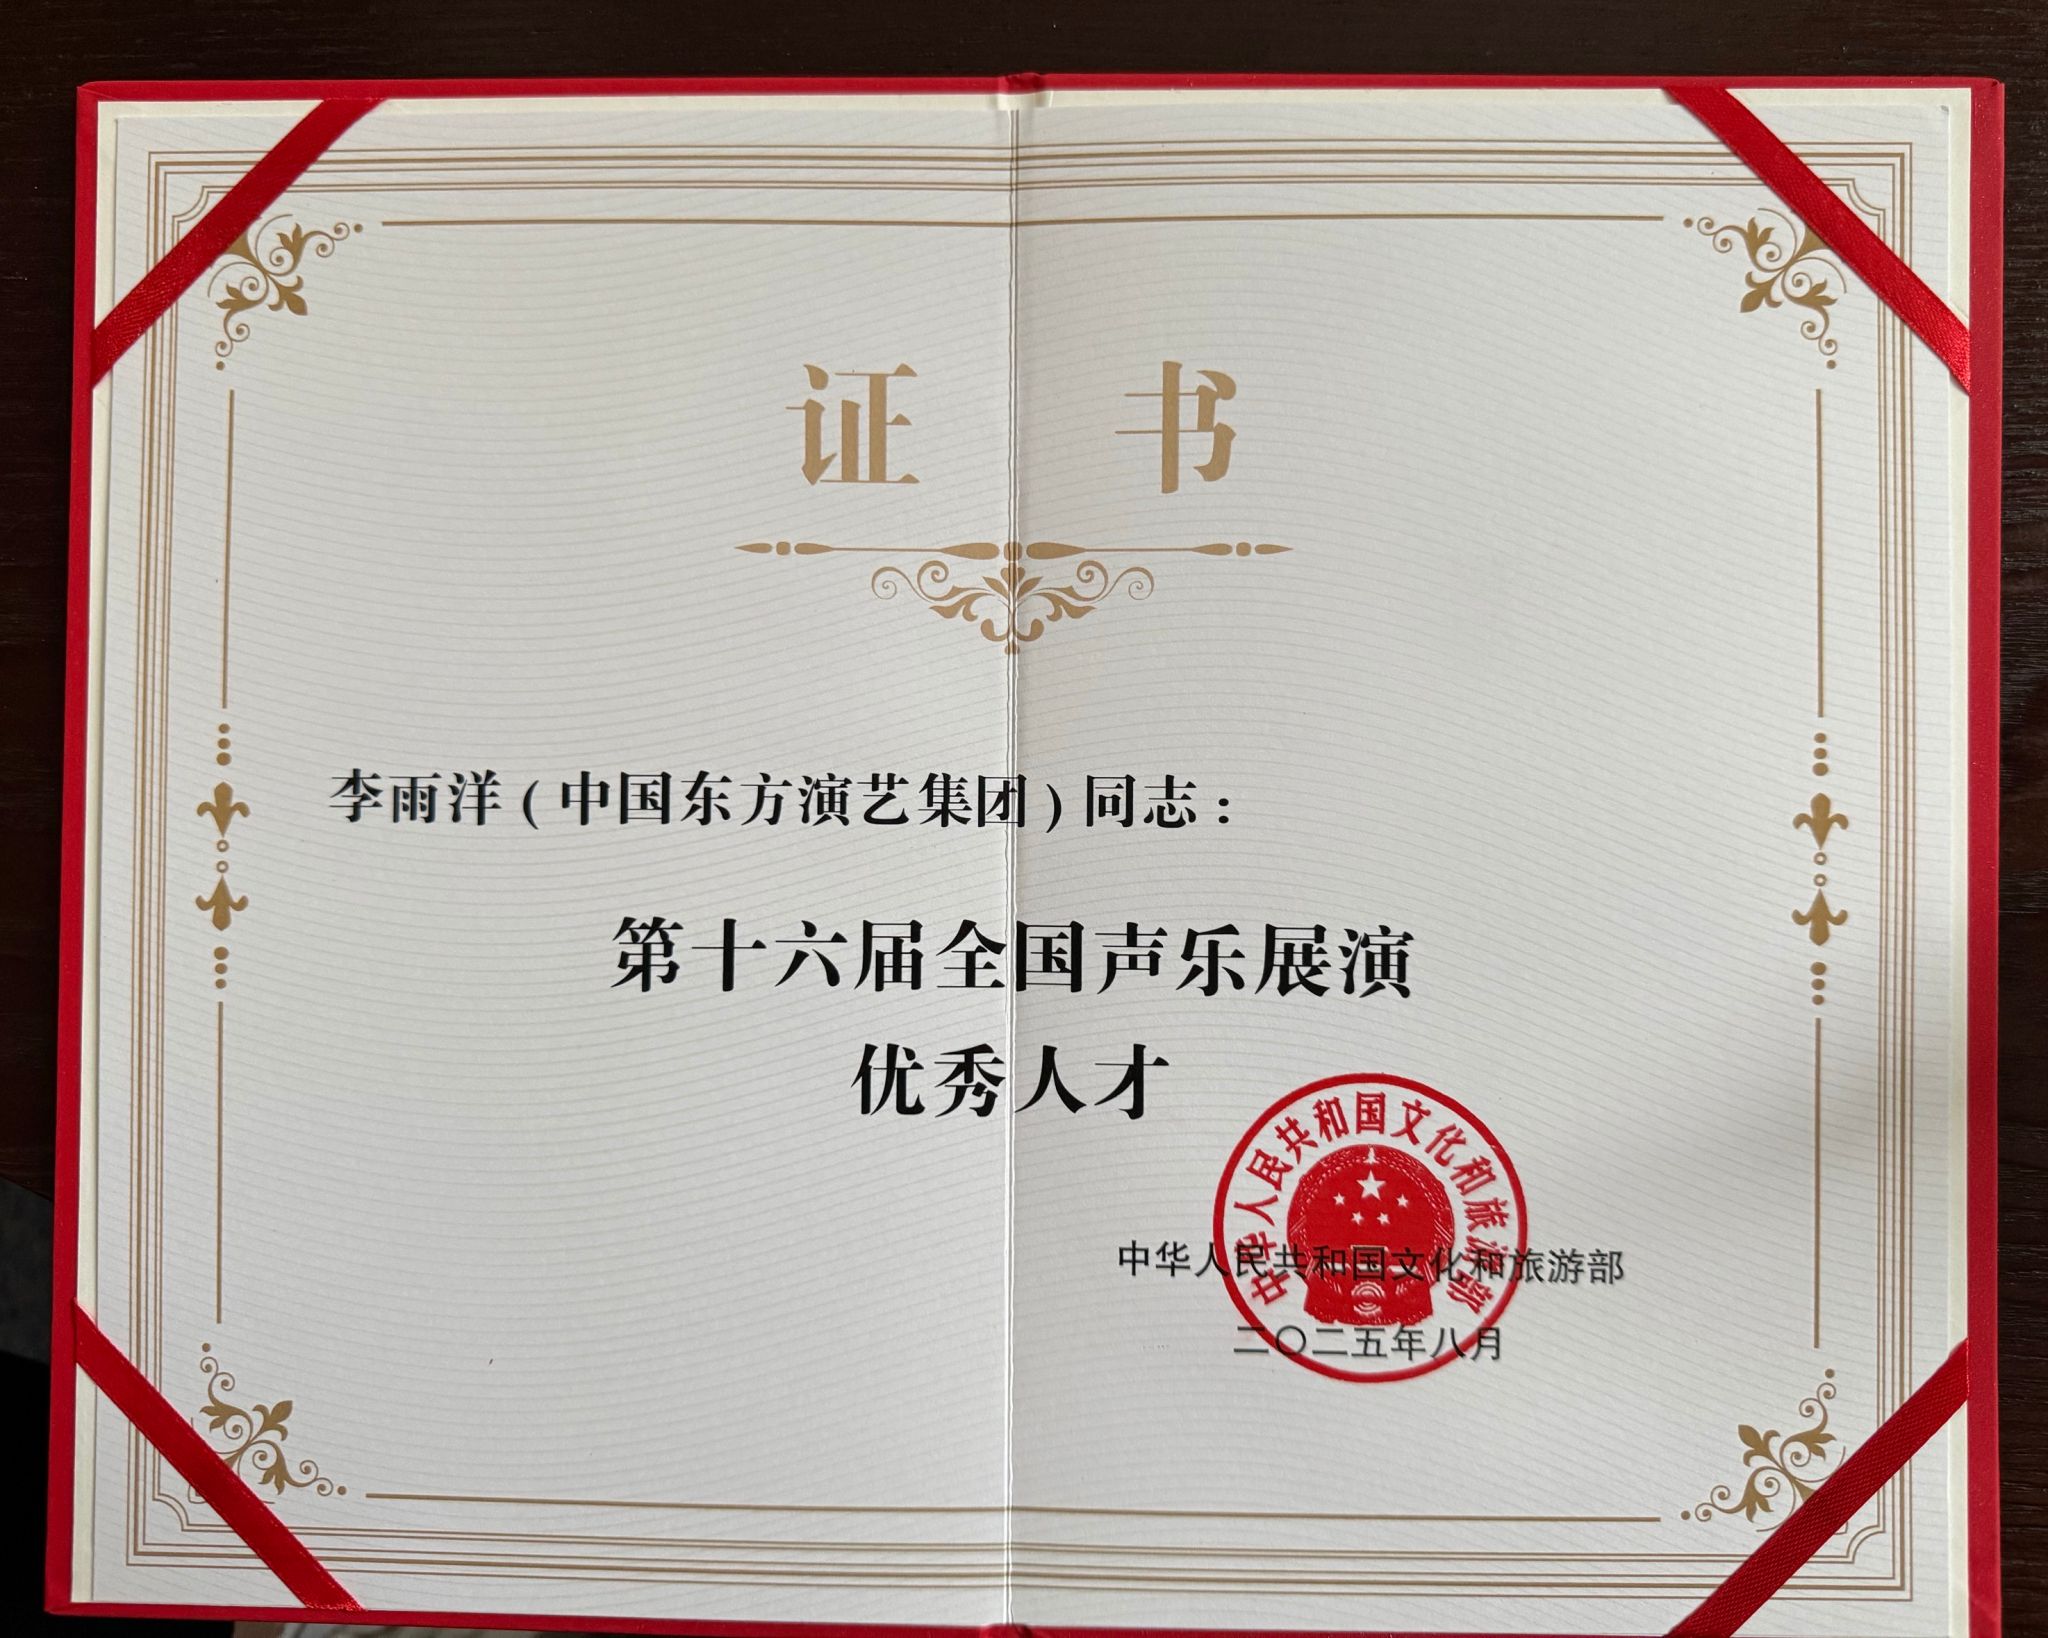 证书
李雨洋(中国东方演艺集团)同志:
第十六届全国声乐展演
优秀人才
中华人民共和国文化和旅游部
中华人民共和国文化和旅游部
二〇二五年八月